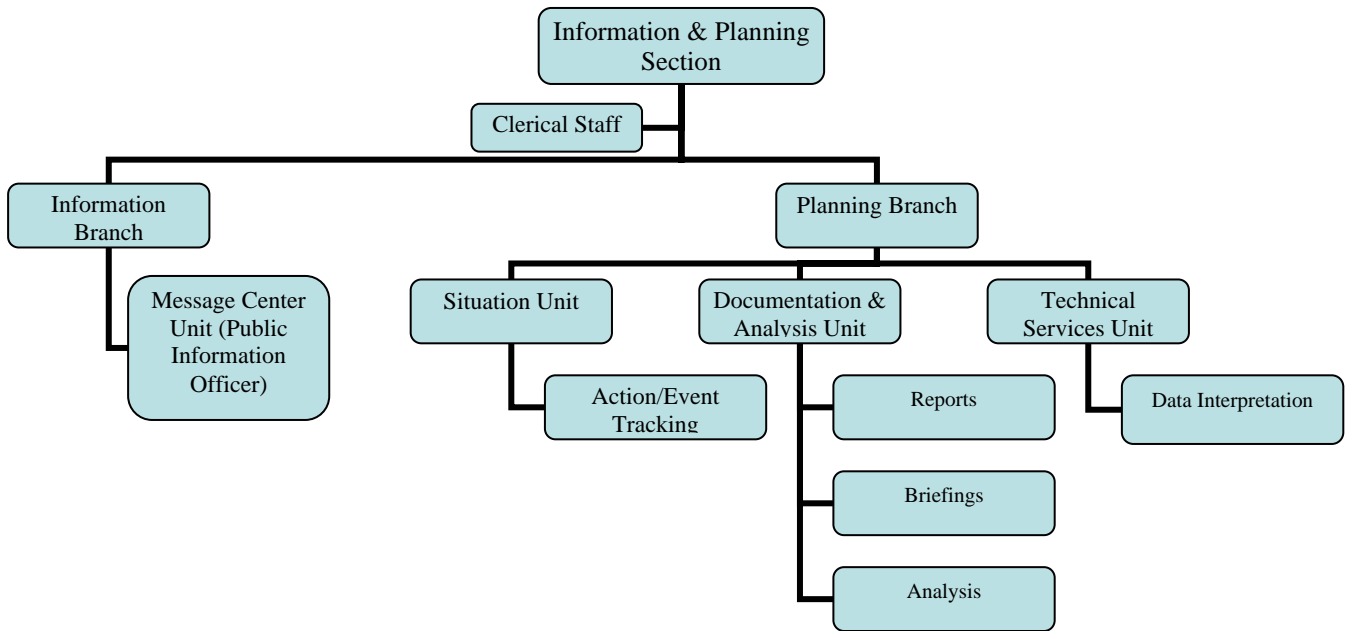 Information & Planning
Section
Clerical Staff
Information
Branch
Planning Branch
Message Center
Unit (Public
Information
Officer)
Situation Unit
Documentation &
Analysis Unit
Technical
Services Unit
Action/Event
Tracking
Reports
Data Interpretation
Briefings
Analysis